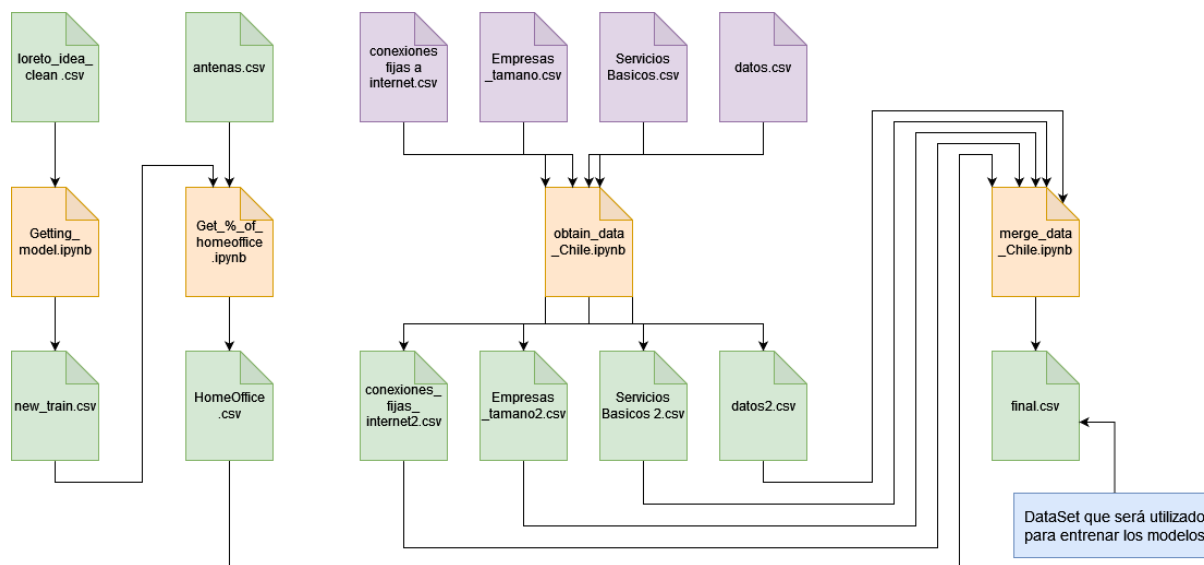 loreto_idea_
clean .csv
antenas.csv
conexiones
fijas a
internet.csv
Empresas
_tamano.csv
Servicios
Basicos.csv
datos.csv
Getting_
model.ipynb
Get_%_of_
homeoffice
.ipynb
obtain_data
_Chile.ipynb
merge_data
_Chile.ipynb
new_train.csv
HomeOffice
.csv
conexiones_
fijas_
internet2.csv
Empresas
_tamano2.csv
Servicios
Basicos 2.csv
datos2.csv
final.csv
DataSet que será utilizado
para entrenar los modelos